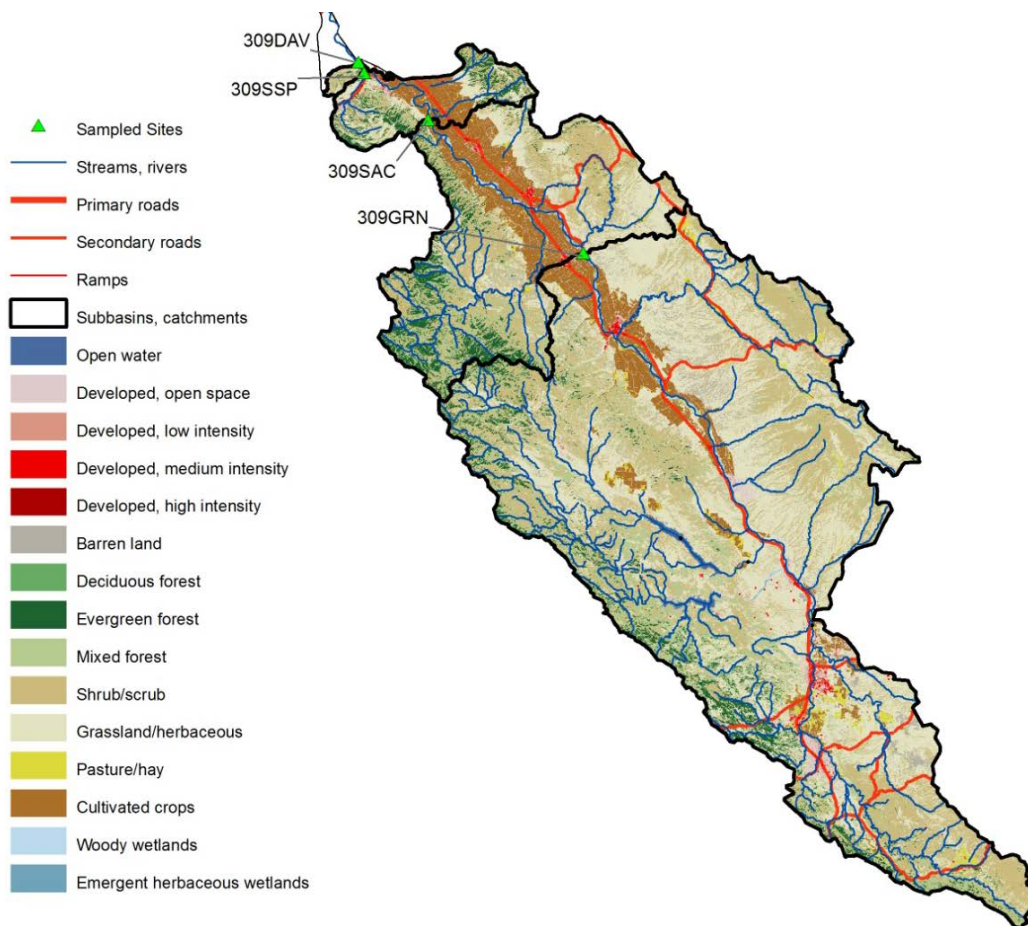 309DAV
309SSP
309SAC
309GRN
Sampled Sites
Streams, rivers
Primary roads
Secondary roads
Ramps
Subbasins, catchments
Open water
Developed, open space
Developed, low intensity
Developed, medium intensity
Developed, high intensity
Barren land
Deciduous forest
Evergreen forest
Mixed forest
Shrub/scrub
Grassland/herbaceous
Pasture/hay
Cultivated crops
Woody wetlands
Emergent herbaceous wetlands